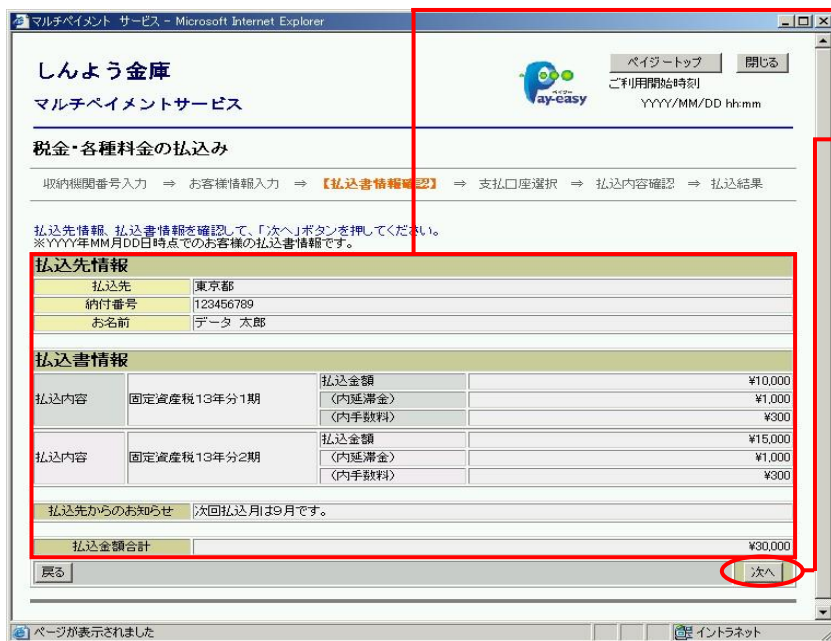 マルチペイメント サービス - Microsoft Internet Explorer
しんよう金庫
マルチペイメントサービス
ペイジー
Pay-easy
ペイジートップ 閉じる
ご利用開始時刻
YYYY/MM/DD hh:mm
税金・各種料金の払込み
収納機関番号入力 ⇒ お客様情報入力 ⇒ 【払込書情報確認】 ⇒ 支払口座選択 ⇒ 払込内容確認 ⇒ 払込結果
払込先情報、払込書情報を確認して、「次へ」ボタンを押してください。
※YYYY年MM月DD日時点でのお客様の払込書情報です。
払込先情報
払込先 東京都
納付番号 123456789
お名前 データ 太郎
払込書情報
払込内容 固定資産税13年分1期 払込金額 ¥10,000
（内延滞金） ¥1,000
（内手数料） ¥300
払込内容 固定資産税13年分2期 払込金額 ¥15,000
（内延滞金） ¥1,000
（内手数料） ¥300
払込先からのお知らせ 次回払込月は9月です。
払込金額合計 ¥30,000
戻る 次へ
ページが表示されました イントラネット